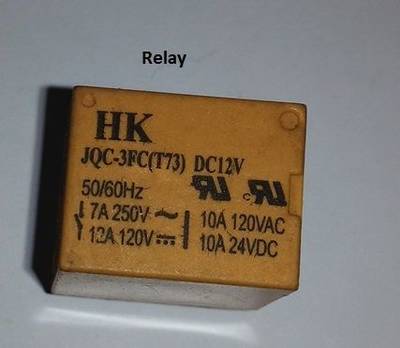 Relay
HK
JQC-3FC(T73) DC12V
50/60Hz
7A 250V~ 10A 120VAC
12A 120V 10A 24VDC